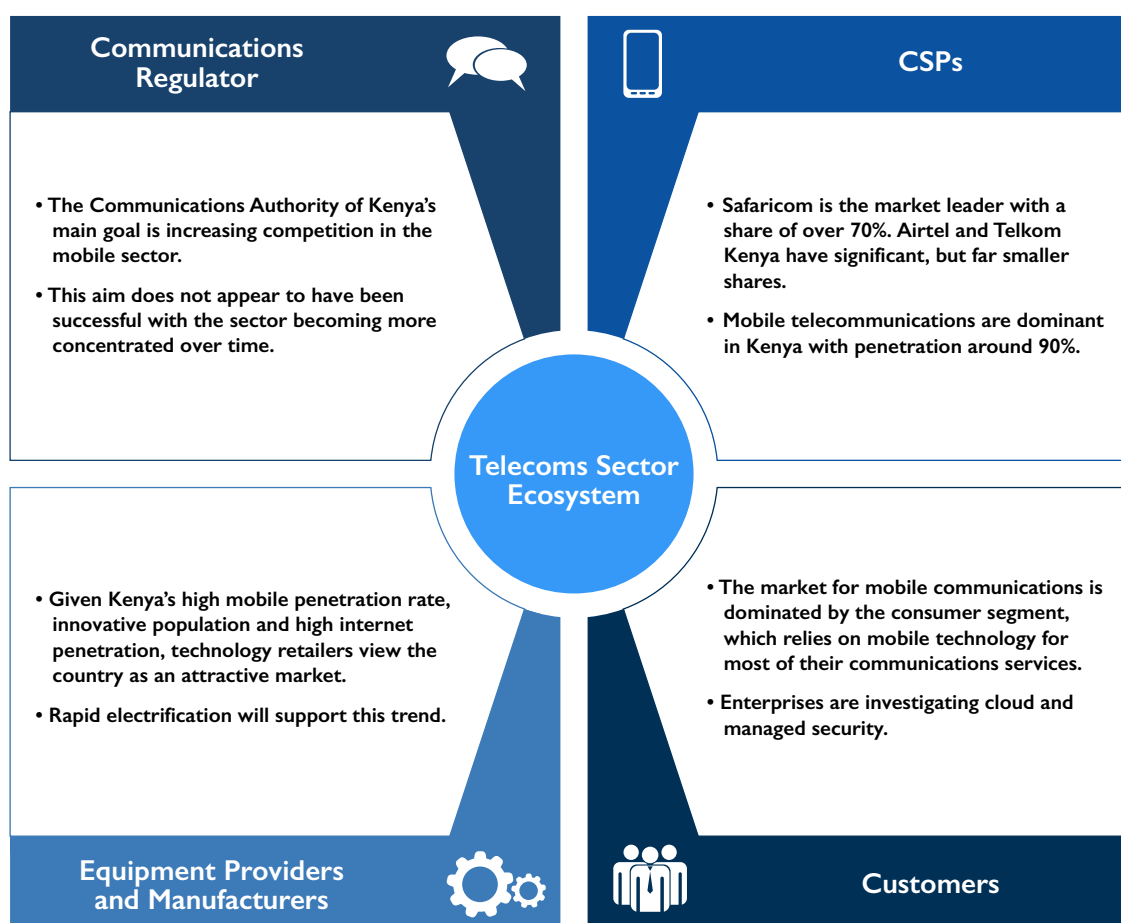 Communications
Regulator
CSPs
• The Communications Authority of Kenya's
main goal is increasing competition in the
mobile sector.
• This aim does not appear to have been
successful with the sector becoming more
concentrated over time.
• Safaricom is the market leader with a
share of over 70%. Airtel and Telkom
Kenya have significant, but far smaller
shares.
• Mobile telecommunications are dominant
in Kenya with penetration around 90%.
Telecoms Sector
Ecosystem
• Given Kenya's high mobile penetration rate,
innovative population and high internet
penetration, technology retailers view the
country as an attractive market.
• Rapid electrification will support this trend.
• The market for mobile communications is
dominated by the consumer segment,
which relies on mobile technology for
most of their communications services.
• Enterprises are investigating cloud and
managed security.
Equipment Providers
and Manufacturers
Customers